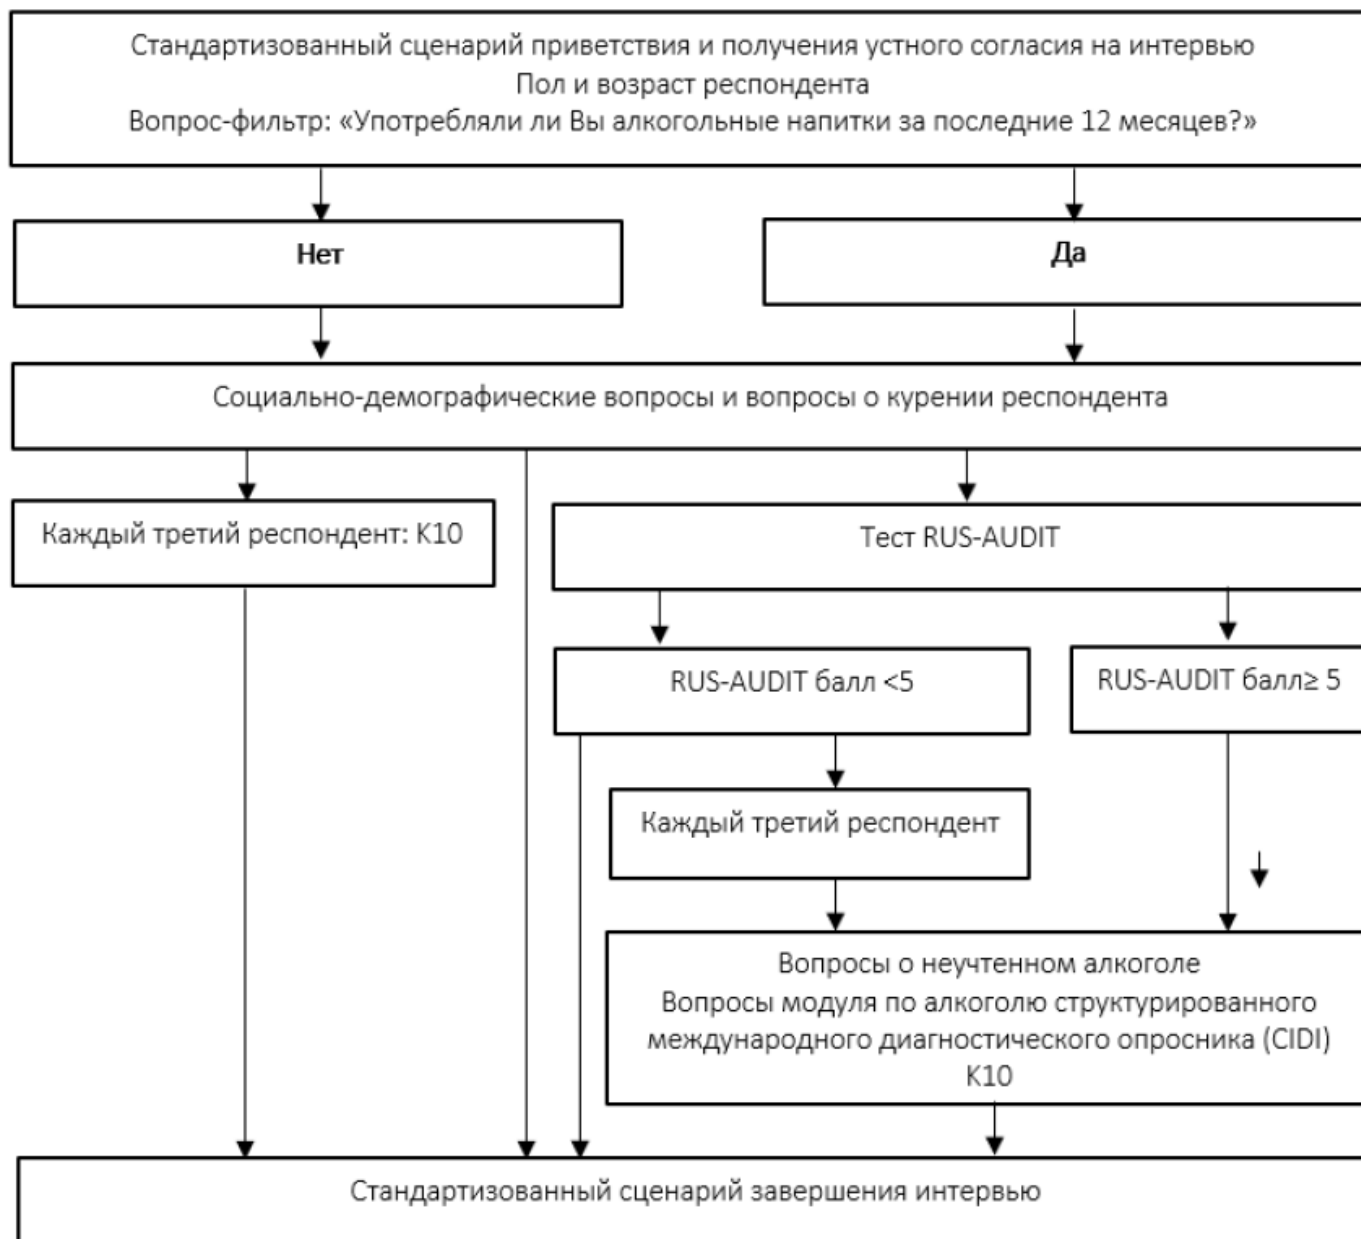 Стандартизованный сценарий приветствия и получения устного согласия на интервью
Пол и возраст респондента
Вопрос-фильтр: «Употребляли ли Вы алкогольные напитки за последние 12 месяцев?»
Нет
Да
Социально-демографические вопросы и вопросы о курении респондента
Каждый третий респондент: K10
Тест RUS-AUDIT
RUS-AUDIT балл <5
RUS-AUDIT балл≥ 5
Каждый третий респондент
Вопросы о неучтенном алкоголе
Вопросы модуля по алкоголю структурированного
международного диагностического опросника (CIDI)
K10
Стандартизованный сценарий завершения интервью